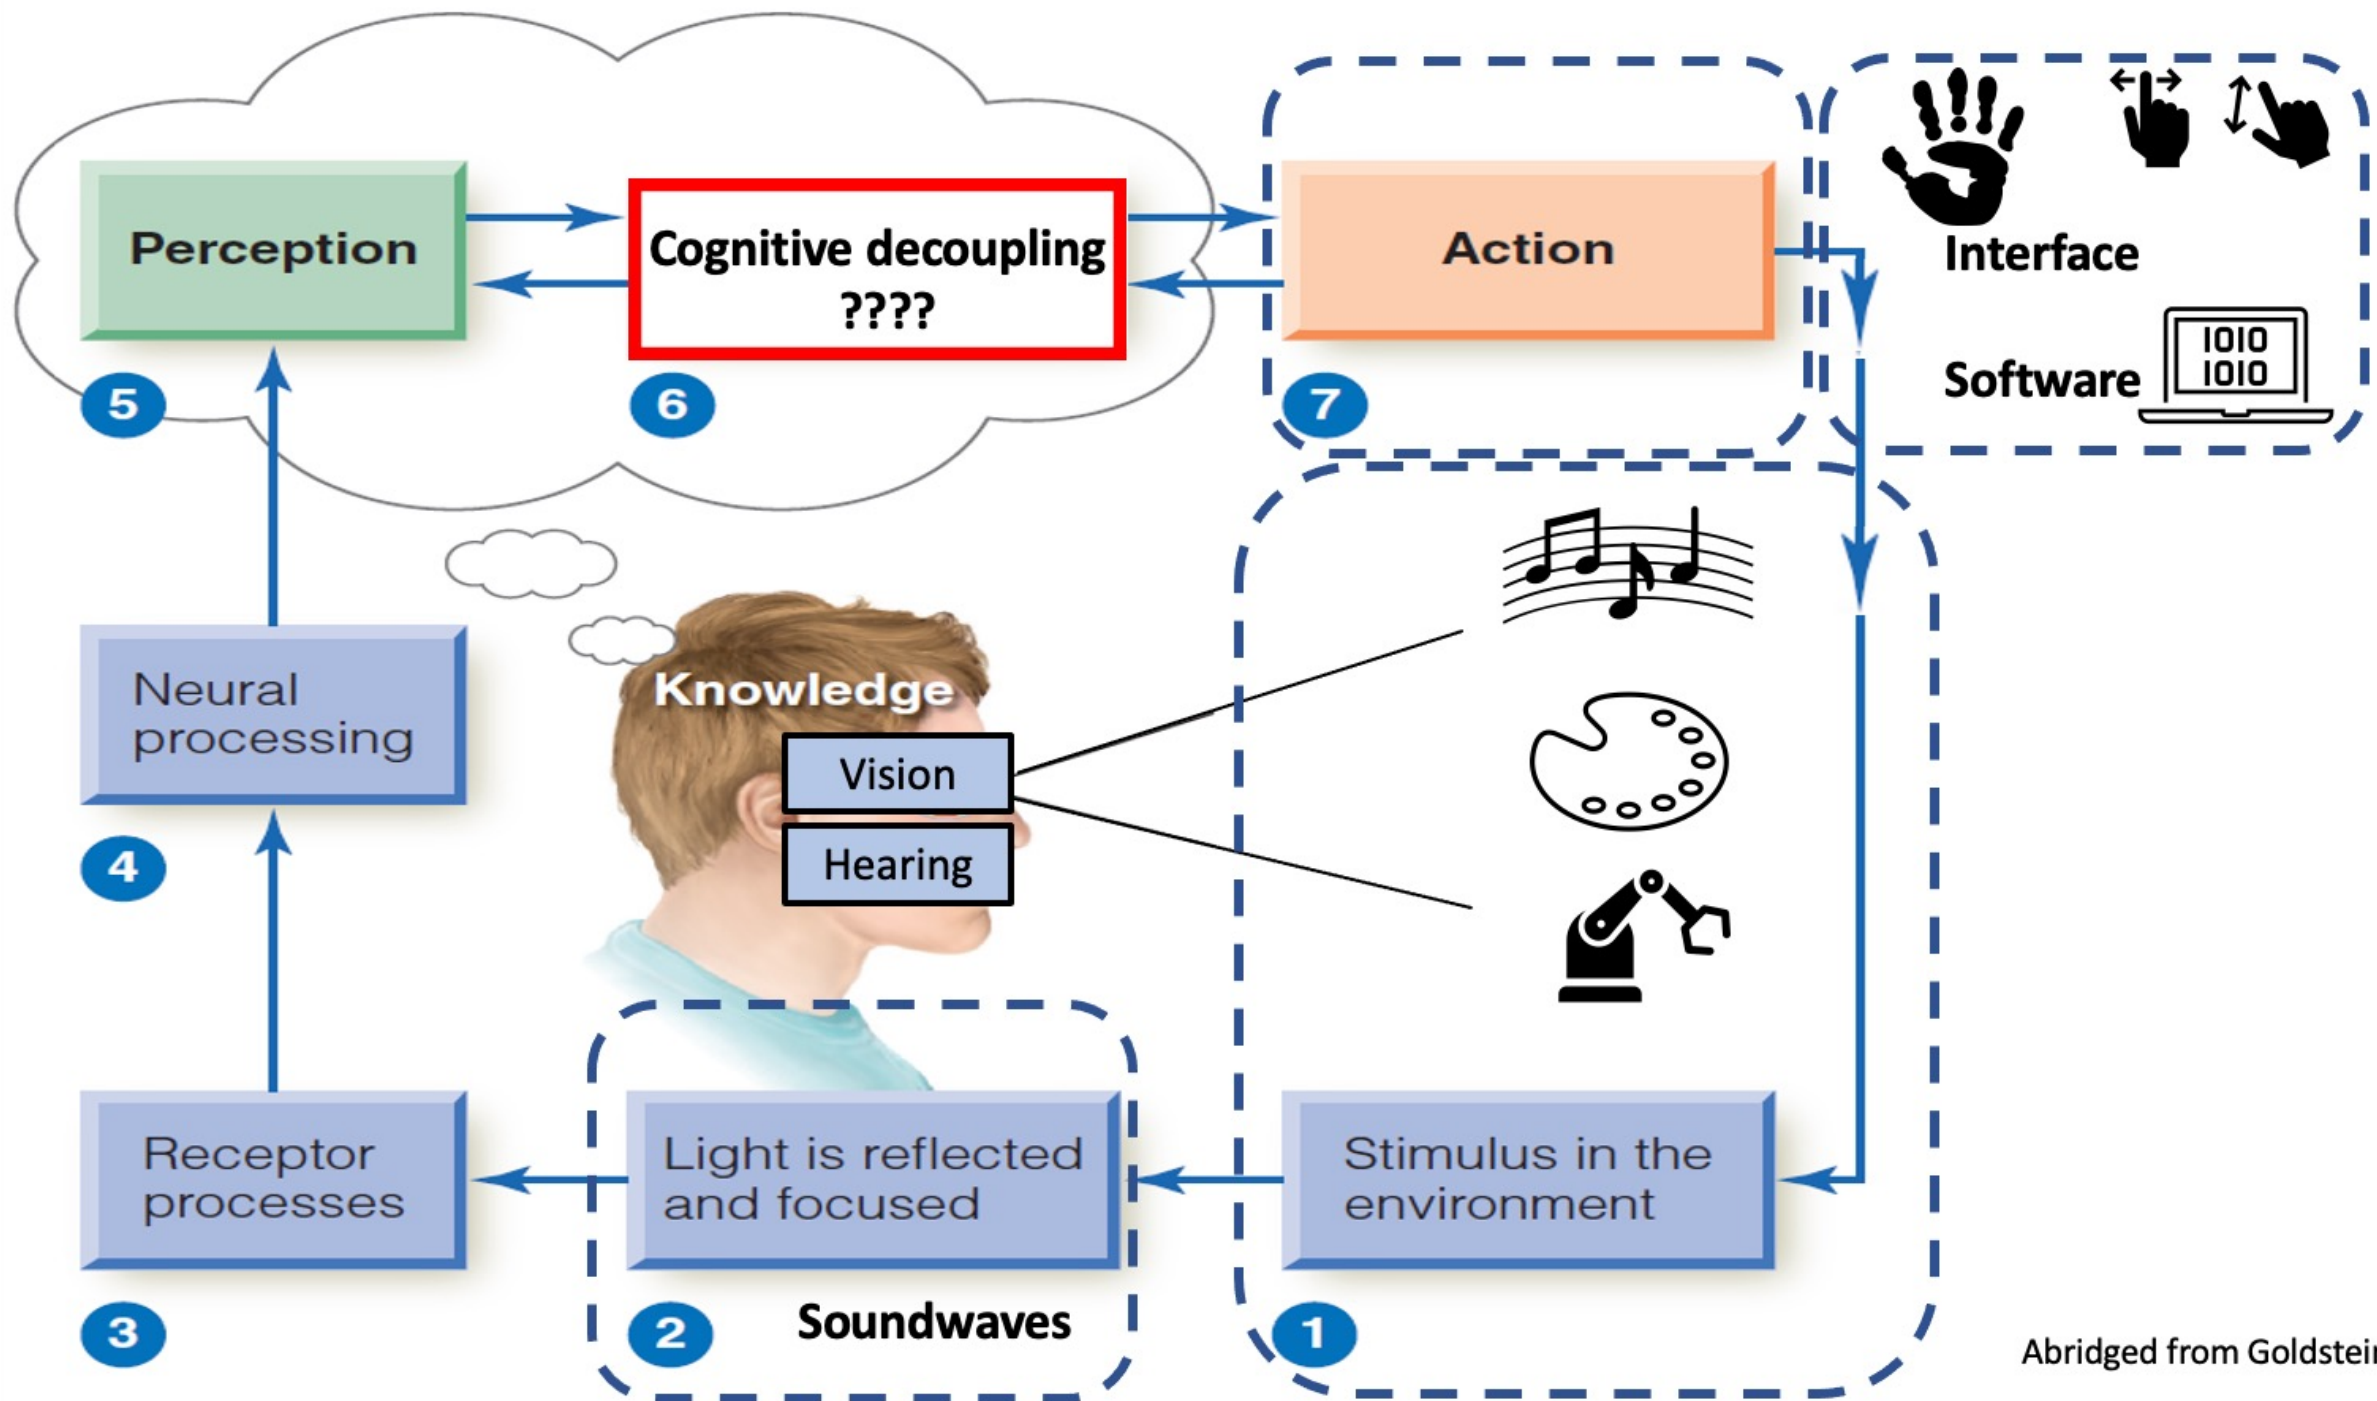 Perception
Cognitive decoupling
????
Action
Interface
Software
1010
1010
5
6
7
Knowledge
Vision
Hearing
Neural
processing
4
Receptor
processes
Light is reflected
and focused
Stimulus in the
environment
3
2
Soundwaves
1
Abridged from